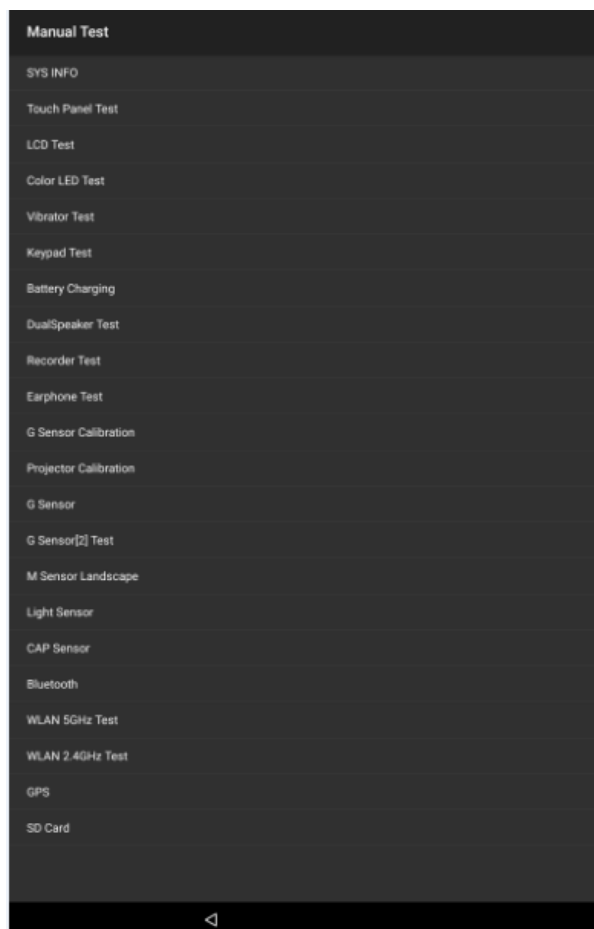 Manual Test
SYS INFO
Touch Panel Test
LCD Test
Color LED Test
Vibrator Test
Keypad Test
Battery Charging
DualSpeaker Test
Recorder Test
Earphone Test
G Sensor Calibration
Projector Calibration
G Sensor
G Sensor[2] Test
M Sensor Landscape
Light Sensor
CAP Sensor
Bluetooth
WLAN 5GHz Test
WLAN 2.4GHz Test
GPS
SD Card